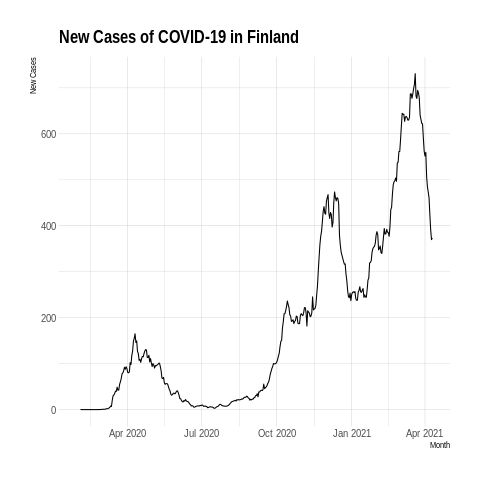 New Cases of COVID-19 in Finland
New Cases
600
400
200
0
Apr 2020 Jul 2020 Oct 2020 Jan 2021 Apr 2021
Month